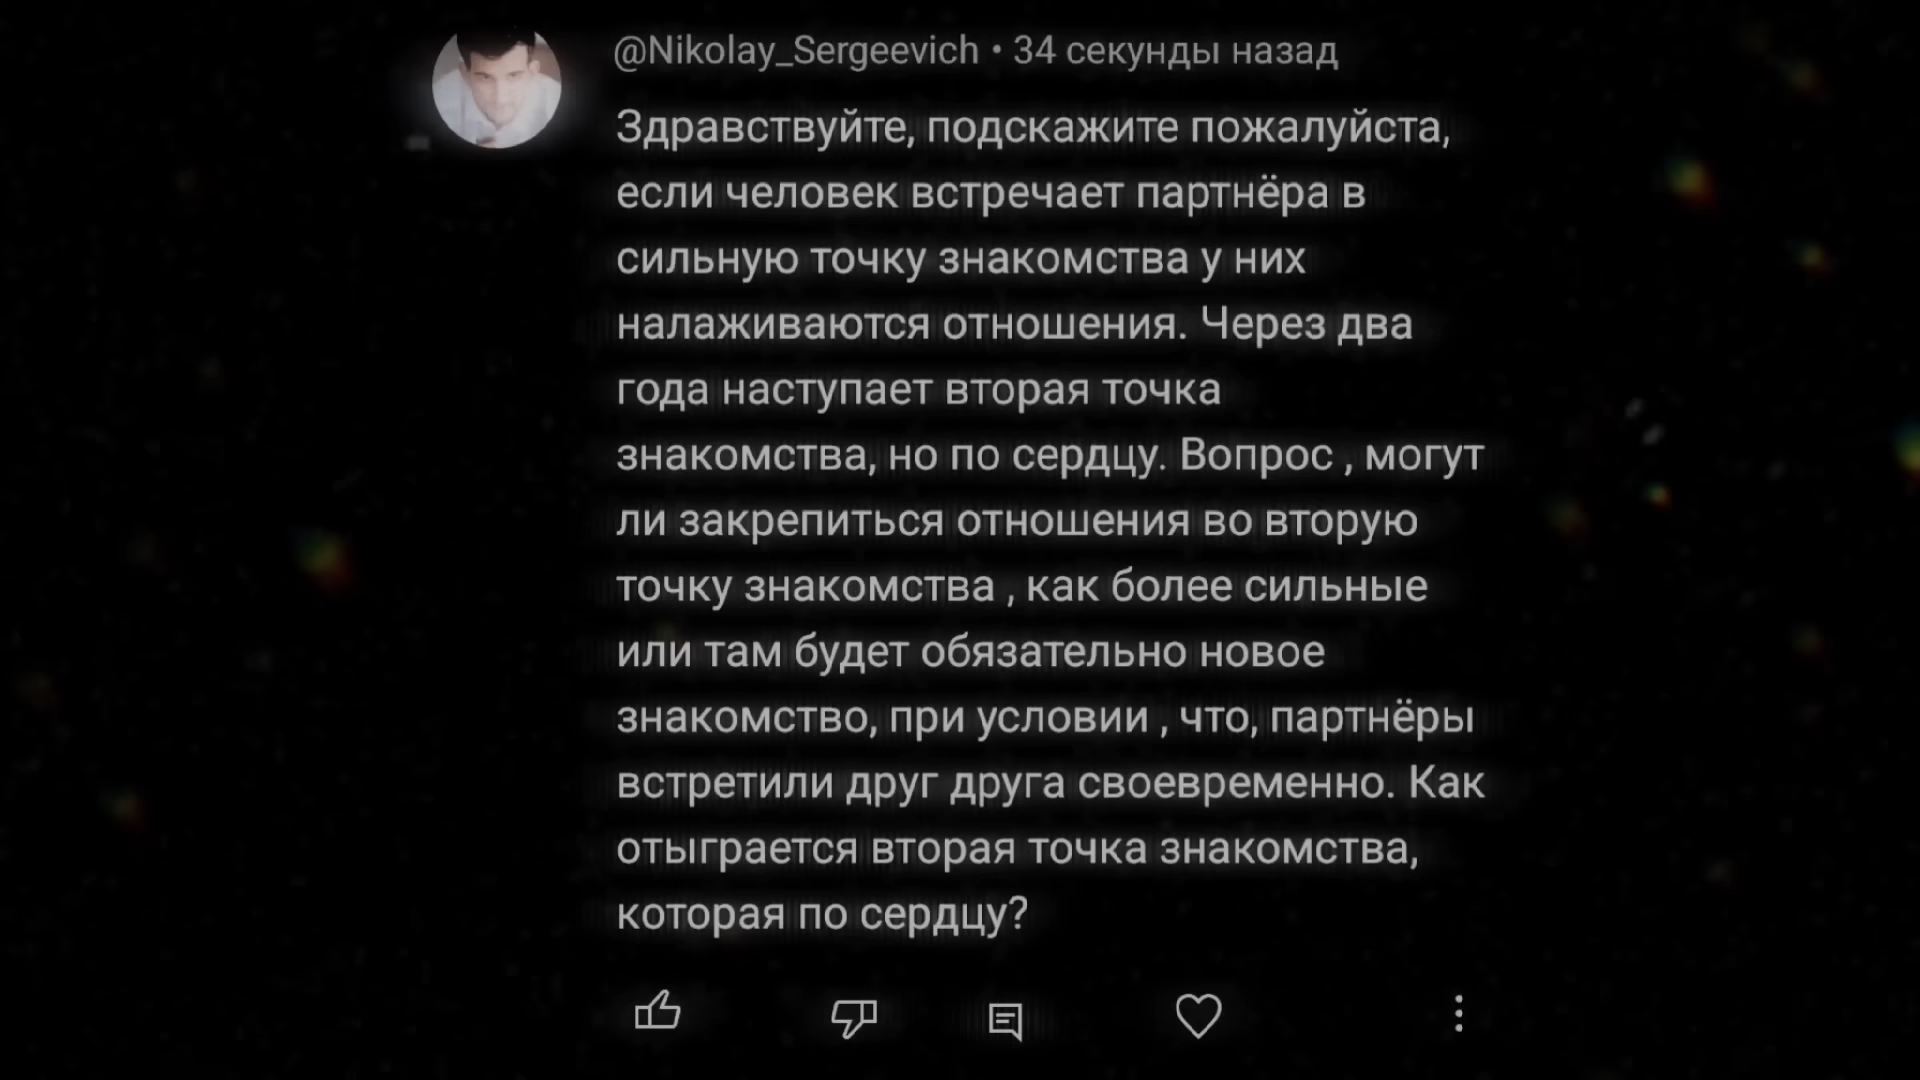 @Nikolay_Sergeevich • 34 секунды назад
Здравствуйте, подскажите пожалуйста,
если человек встречает партнёра в
сильную точку знакомства у них
налаживаются отношения. Через два
года наступает вторая точка
знакомства, но по сердцу. Вопрос , могут
ли закрепиться отношения во вторую
точку знакомства , как более сильные
или там будет обязательно новое
знакомство, при условии , что, партнёры
встретили друг друга своевременно. Как
отыграется вторая точка знакомства,
которая по сердцу?